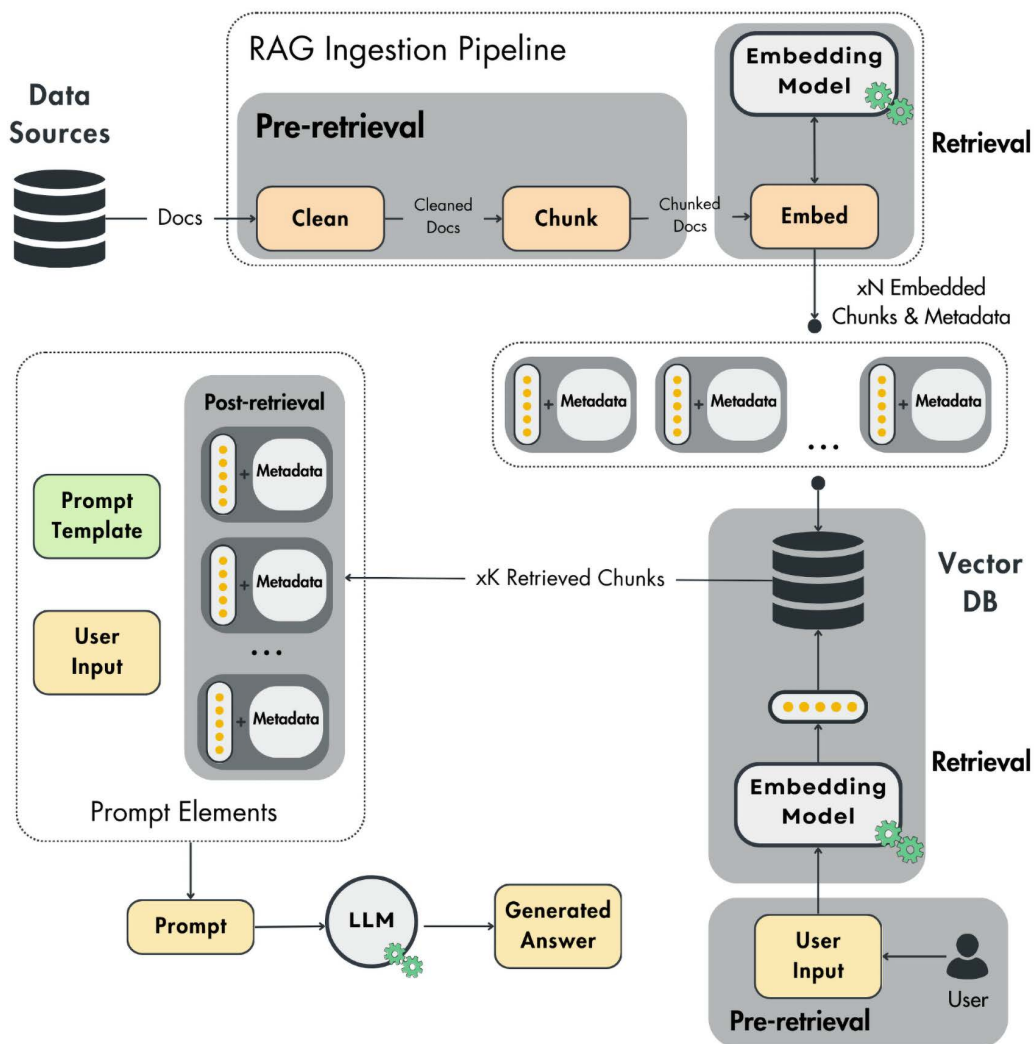 RAG Ingestion Pipeline
Data
Sources
Pre-retrieval
Embedding
Model
Retrieval
Docs
Clean
Cleaned
Docs
Chunk
Chunked
Docs
Embed
xN Embedded
Chunks & Metadata
+ Metadata
+ Metadata
...
+ Metadata
Post-retrieval
+ Metadata
+ Metadata
...
+ Metadata
Prompt
Template
User
Input
Prompt Elements
xK Retrieved Chunks
Vector
DB
Retrieval
Embedding
Model
User
Input
User
Pre-retrieval
Prompt
LLM
Generated
Answer